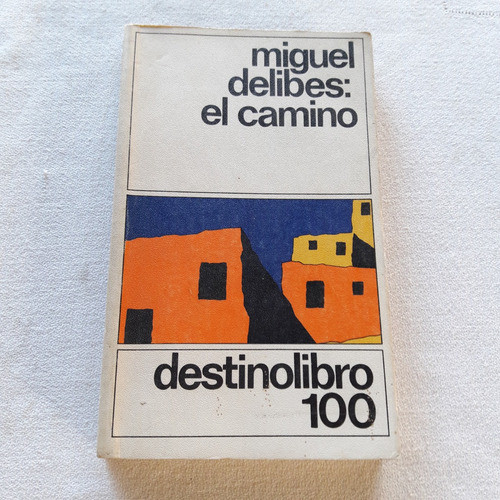 miguel
delibes:
el camino
destinolibro
100